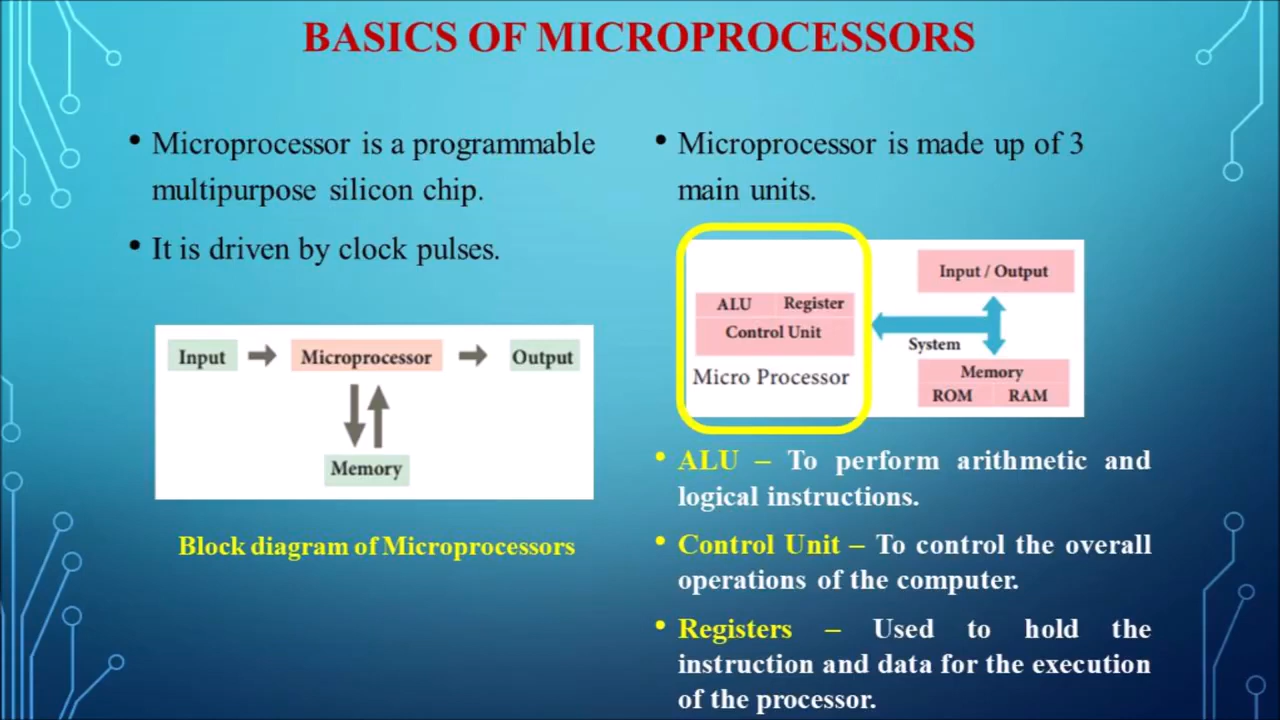 BASICS OF MICROPROCESSORS
• Microprocessor is a programmable
multipurpose silicon chip.
• It is driven by clock pulses.
Input
Microprocessor
Output
Memory
Block diagram of Microprocessors
• Microprocessor is made up of 3
main units.
ALU
Register
Control Unit
Micro Processor
Input / Output
System
Memory
ROM
RAM
• ALU – To perform arithmetic and
logical instructions.
• Control Unit – To control the overall
operations of the computer.
• Registers – Used to hold the
instruction and data for the execution
of the processor.